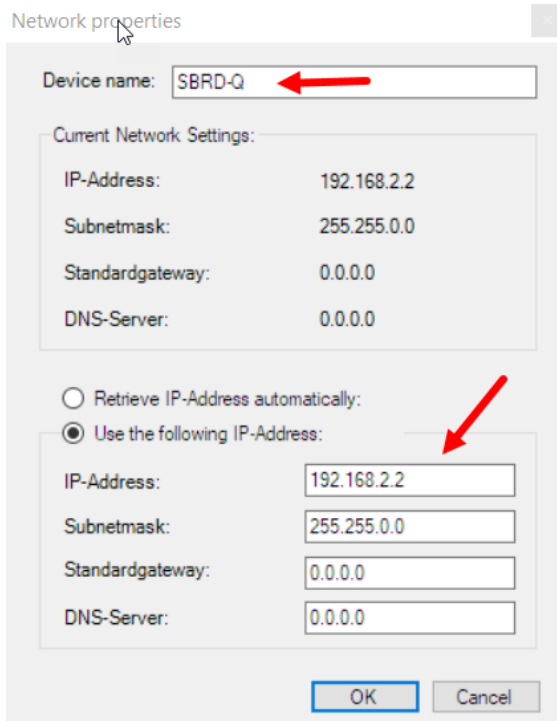 Network properties
Device name: SBRD-Q
Current Network Settings:
IP-Address: 192.168.2.2
Subnetmask: 255.255.0.0
Standardgateway: 0.0.0.0
DNS-Server: 0.0.0.0
Retrieve IP-Address automatically:
Use the following IP-Address:
IP-Address: 192.168.2.2
Subnetmask: 255.255.0.0
Standardgateway: 0.0.0.0
DNS-Server: 0.0.0.0
OK Cancel